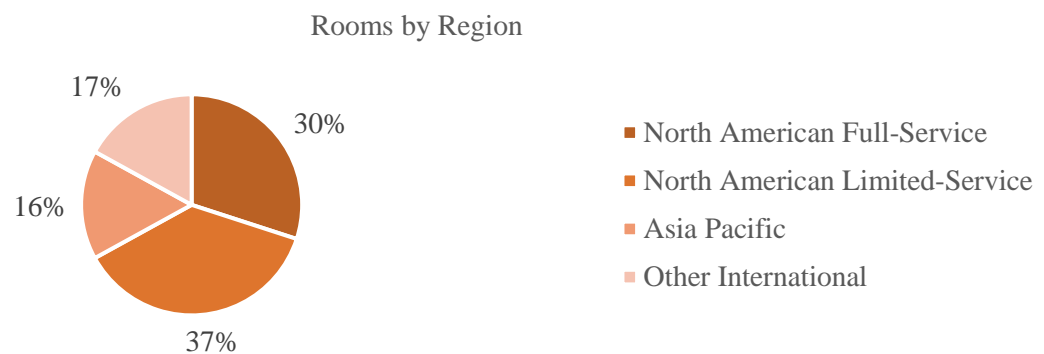 Rooms by Region
17%
30%
16%
37%
North American Full-Service
North American Limited-Service
Asia Pacific
Other International